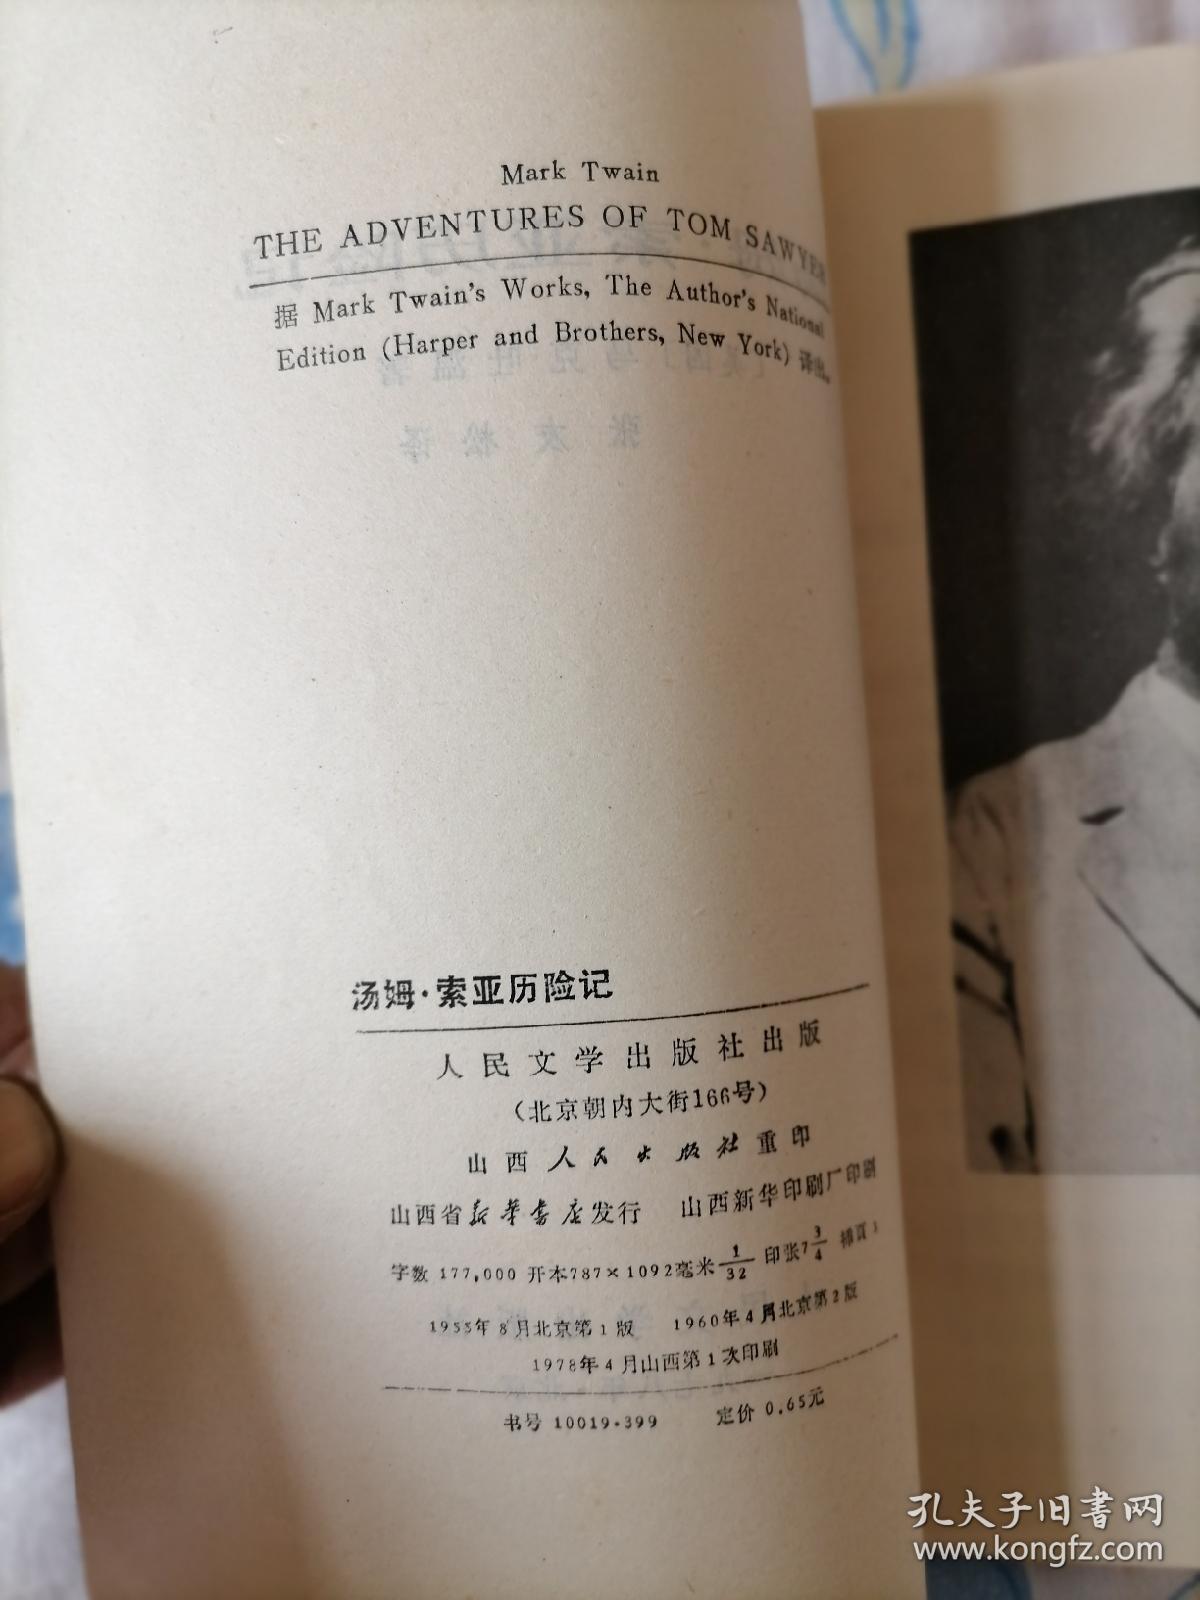 Mark Twain
THE ADVENTURES OF TOM SAWYER
据 Mark Twain's Works, The Author's National
Edition (Harper and Brothers, New York) 译出。
张友松译
汤姆·索亚历险记
人民文学出版社出版
(北京朝内大街166号)
山西人民出版社重印
山西省新华书店发行 山西新华印刷厂印刷
字数 177,000 开本787×1092毫米 1/32 印张7 3/4 插页1
1955年8月北京第1版 1960年4月北京第2版
1978年4月山西第1次印刷
书号 10019·399 定价 0.65元
孔夫子旧书网
www.kongfz.com